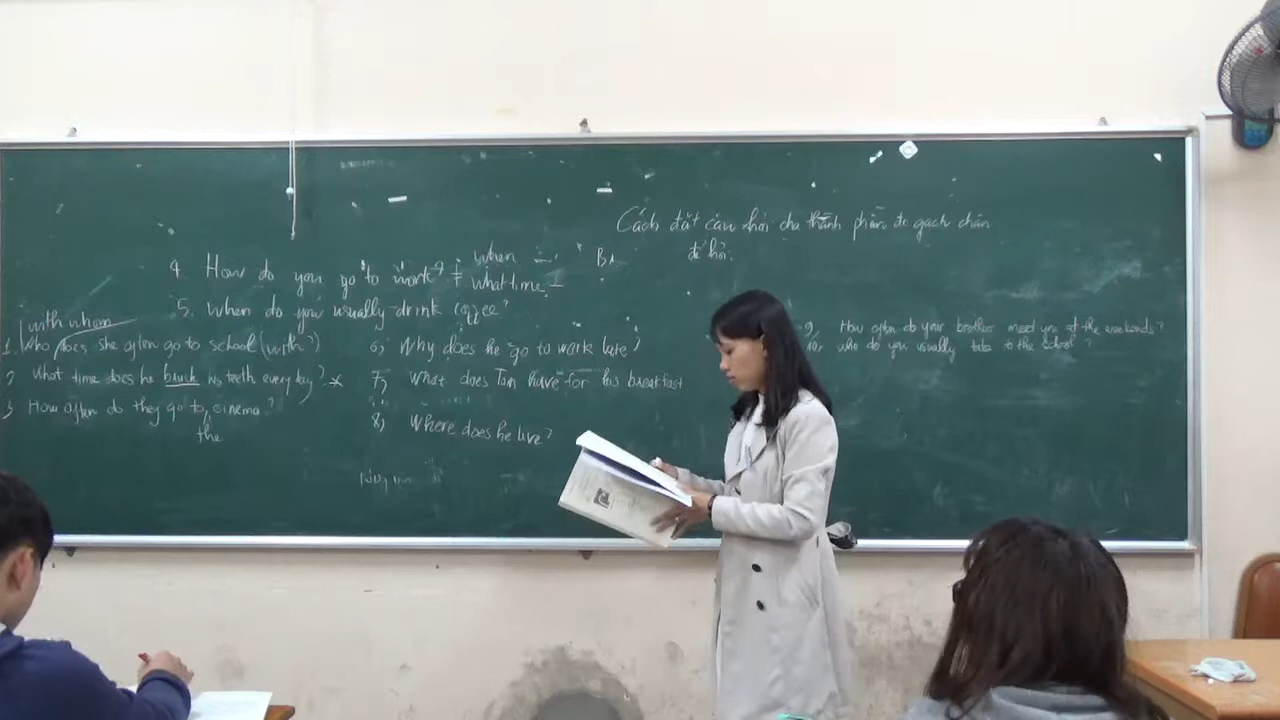 Cách đặt câu hỏi cho thành phần đc gạch chân
để hỏi.
4. How do you go to work? when
what time
5. When do you usually drink coffee?
with whom
1. Who does she often go to school (with?)
2 What time does he brush his teeth every day?
3, How often do they go to cinema?
the
6, Why does he go to work late?
7, What does Tom have for his breakfast
8, Where does he live?
9, How often do your brother meet you at the weekends?
10, who do you usually to the school?